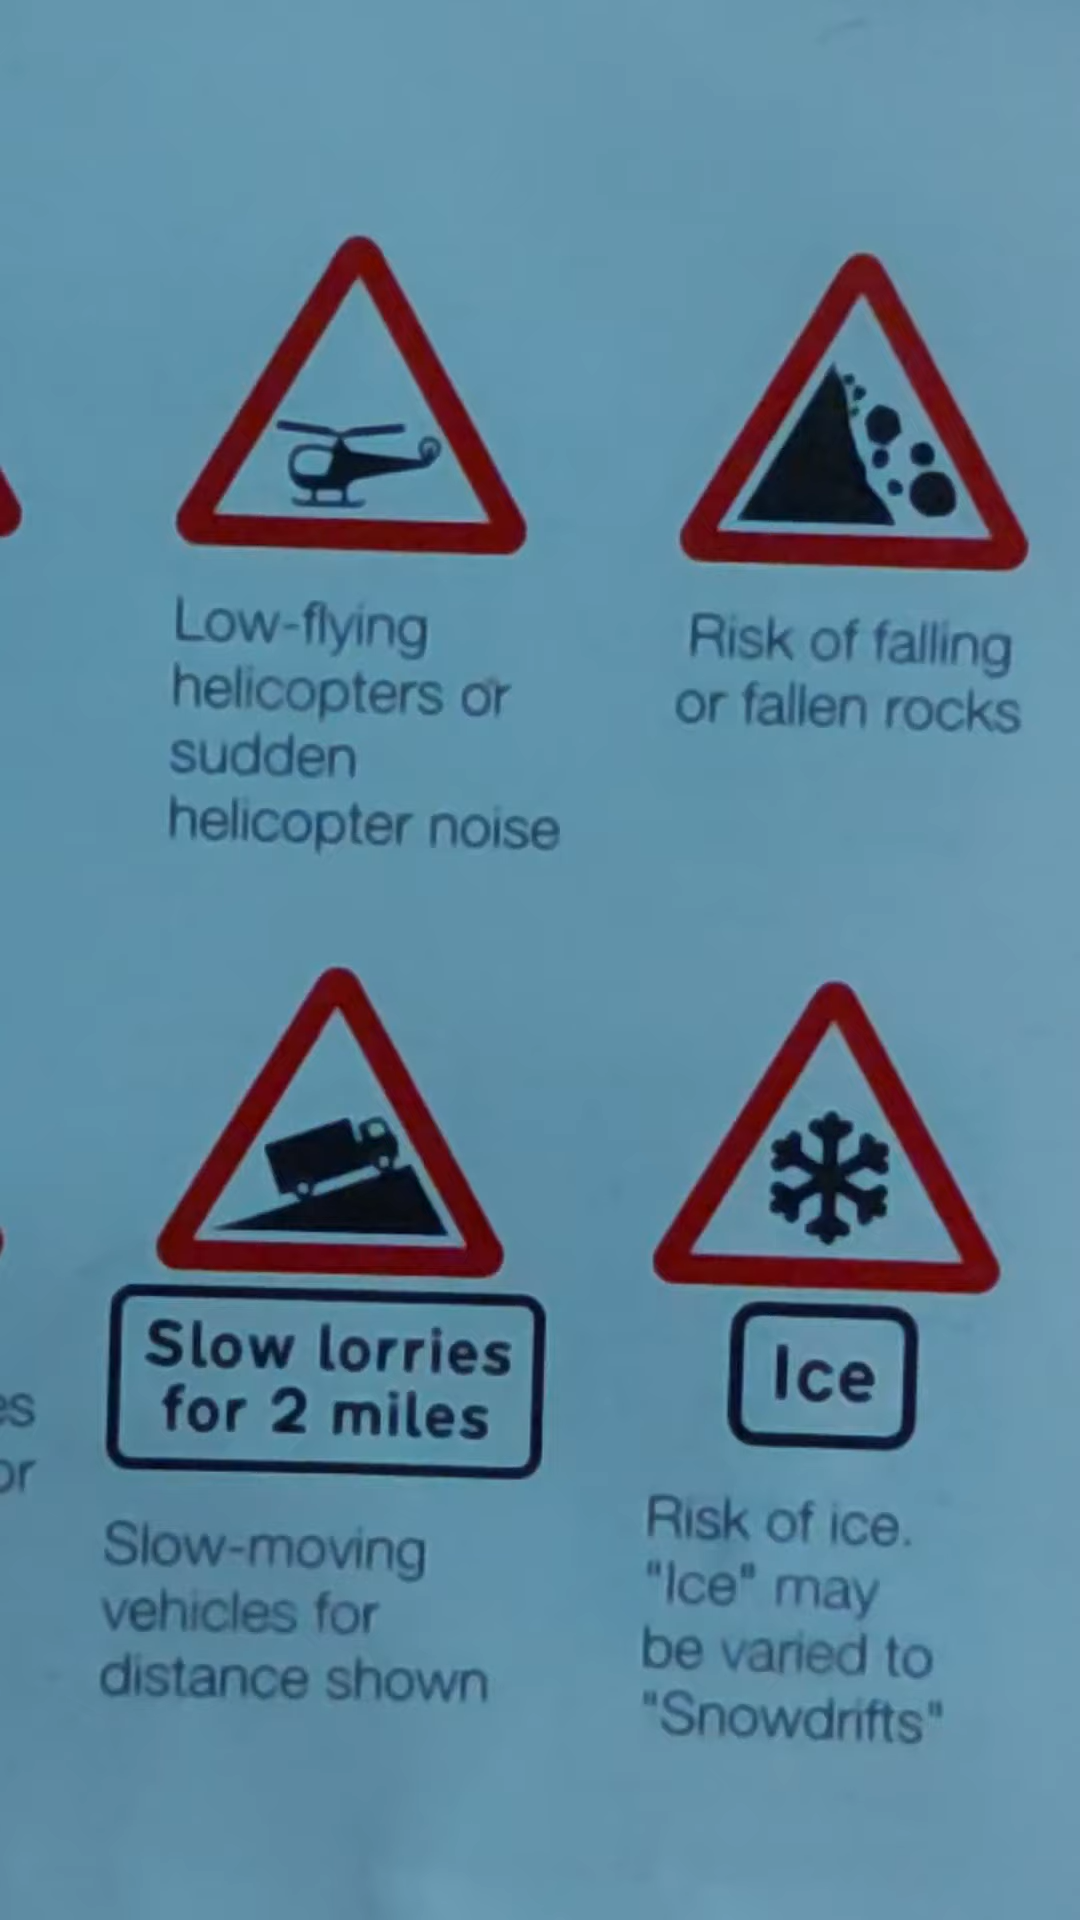 Low-flying
helicopters or
sudden
helicopter noise
Risk of falling
or fallen rocks
Slow lorries
for 2 miles
Slow-moving
vehicles for
distance shown
Ice
Risk of ice.
"Ice" may
be varied to
"Snowdrifts"